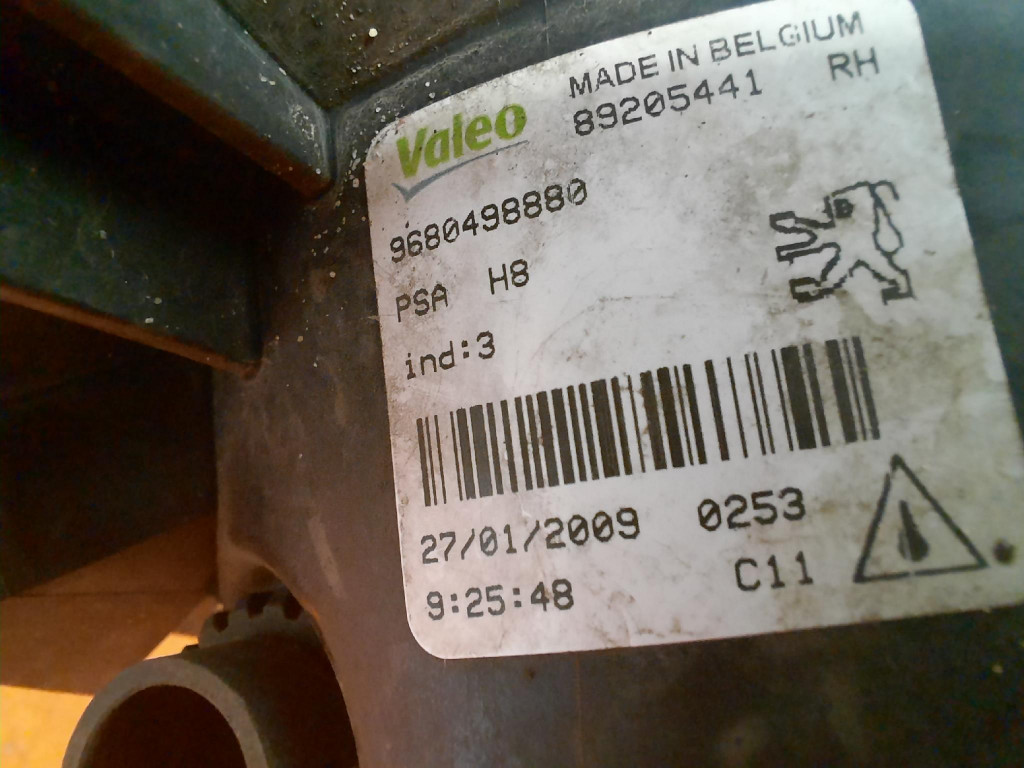 MADE IN BELGIUM
Valeo 89205441 RH
9680498880
PSA H8
ind:3
27/01/2009 0253
9:25:48 C11